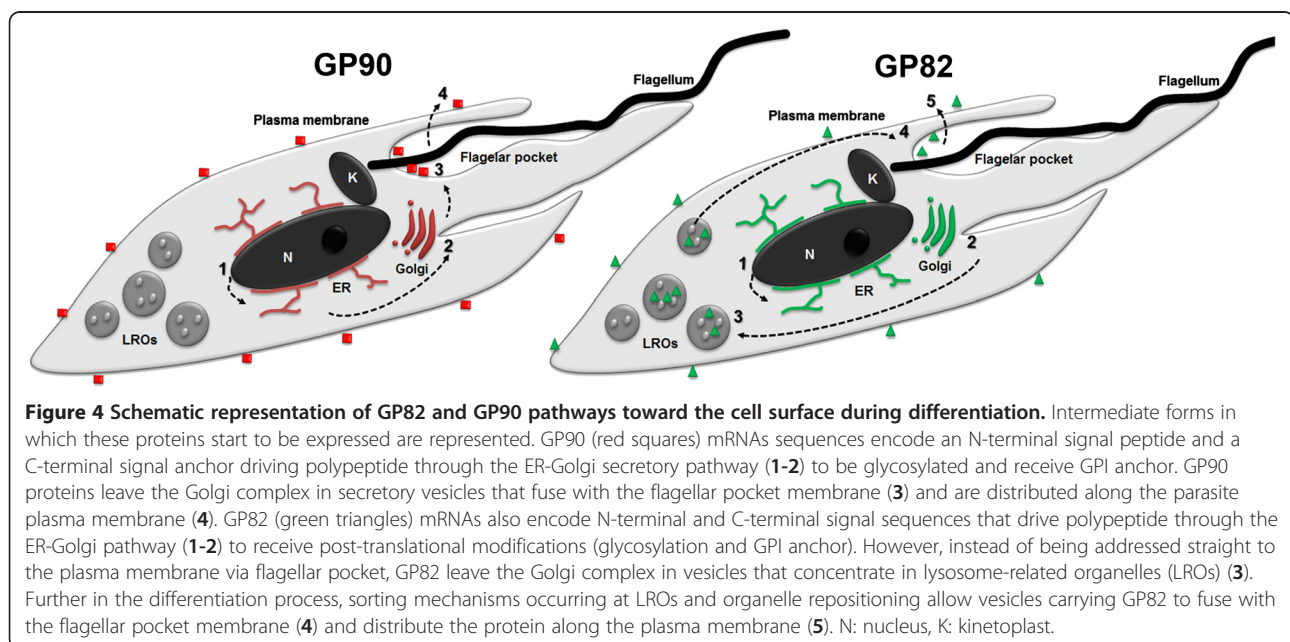 GP90
4
Flagellum
Plasma membrane
Flagelar pocket
3
K
2
N
1
Golgi
ER
LROs
GP82
Flagellum
5
Plasma membrane
4
Flagelar pocket
K
2
N
1
Golgi
ER
3
LROs
Figure 4 Schematic representation of GP82 and GP90 pathways toward the cell surface during differentiation. Intermediate forms in
which these proteins start to be expressed are represented. GP90 (red squares) mRNAs sequences encode an N-terminal signal peptide and a
C-terminal signal anchor driving polypeptide through the ER-Golgi secretory pathway (1-2) to be glycosylated and receive GPI anchor. GP90
proteins leave the Golgi complex in secretory vesicles that fuse with the flagellar pocket membrane (3) and are distributed along the parasite
plasma membrane (4). GP82 (green triangles) mRNAs also encode N-terminal and C-terminal signal sequences that drive polypeptide through the
ER-Golgi pathway (1-2) to receive post-translational modifications (glycosylation and GPI anchor). However, instead of being addressed straight to
the plasma membrane via flagellar pocket, GP82 leave the Golgi complex in vesicles that concentrate in lysosome-related organelles (LROs) (3).
Further in the differentiation process, sorting mechanisms occurring at LROs and organelle repositioning allow vesicles carrying GP82 to fuse with
the flagellar pocket membrane (4) and distribute the protein along the plasma membrane (5). N: nucleus, K: kinetoplast.